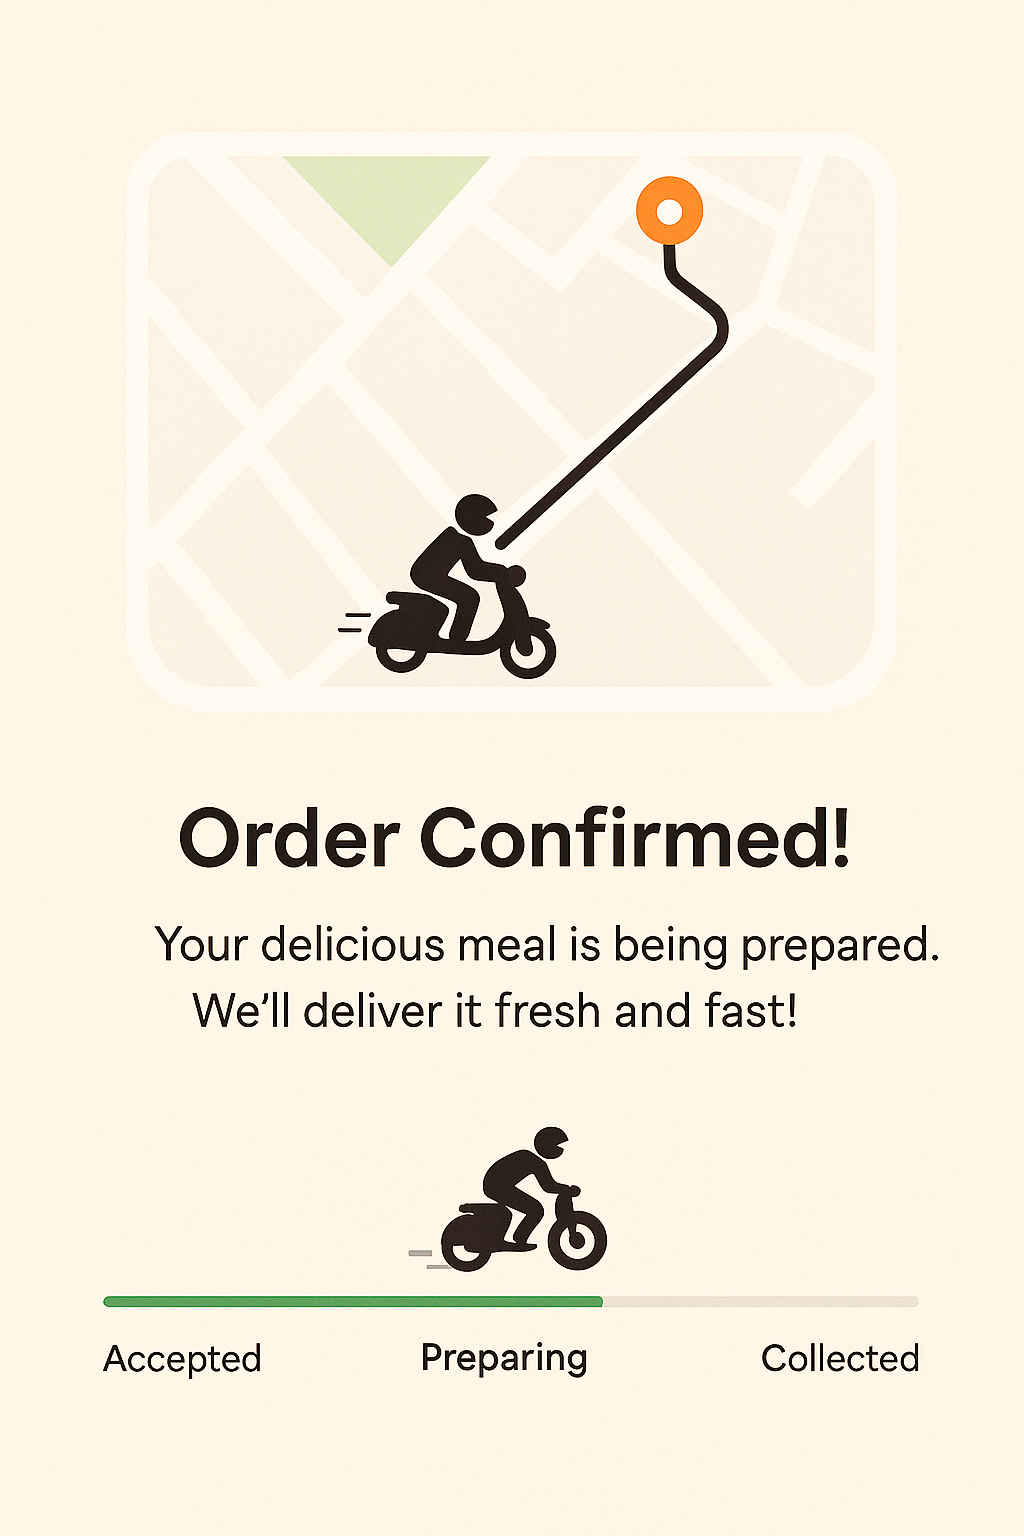 Order Confirmed!
Your delicious meal is being prepared.
We’ll deliver it fresh and fast!
Accepted Preparing Collected